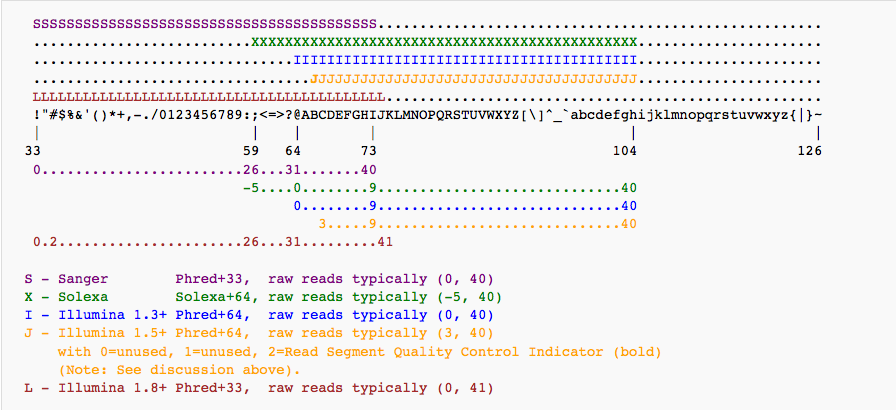 SSSSSSSSSSSSSSSSSSSSSSSSSSSSSSSSSSSSSSSSS.....................................................
..........................XXXXXXXXXXXXXXXXXXXXXXXXXXXXXXXXXXXXXXXXXXXXXX......................
...............................IIIIIIIIIIIIIIIIIIIIIIIIIIIIIIIIIIIIIIIII......................
.................................JJJJJJJJJJJJJJJJJJJJJJJJJJJJJJJJJJJJJJJ......................
LLLLLLLLLLLLLLLLLLLLLLLLLLLLLLLLLLLLLLLLLL....................................................
!"#$%&'()*+,-./0123456789:;<=>?@ABCDEFGHIJKLMNOPQRSTUVWXYZ[\]^_`abcdefghijklmnopqrstuvwxyz{|}~
| | | | | |
33 59 64 73 104 126
0........................26...31.......40
-5....0........9.............................40
0........9.............................40
3.....9.............................40
0.2......................26...31........41
S - Sanger Phred+33, raw reads typically (0, 40)
X - Solexa Solexa+64, raw reads typically (-5, 40)
I - Illumina 1.3+ Phred+64, raw reads typically (0, 40)
J - Illumina 1.5+ Phred+64, raw reads typically (3, 40)
with 0=unused, 1=unused, 2=Read Segment Quality Control Indicator (bold)
(Note: See discussion above).
L - Illumina 1.8+ Phred+33, raw reads typically (0, 41)